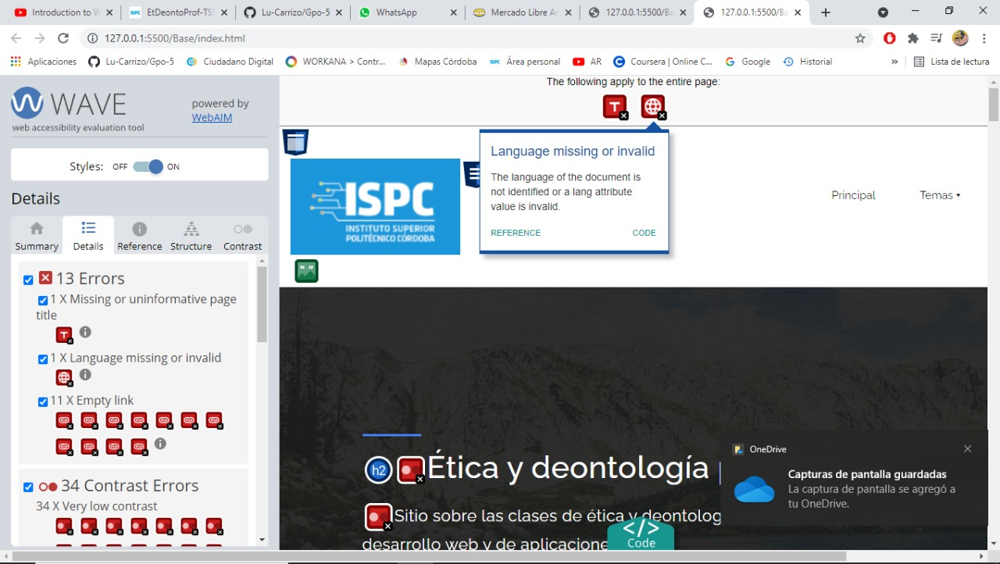 Introduction to W
EtDeontoProf-TSD
Lu-Carrizo/Gpo-5
WhatsApp
Mercado Libre Ar
127.0.0.1:5500/Ba
127.0.0.1:5500/Ba
127.0.0.1:5500/Base/index.html
Aplicaciones
Lu-Carrizo/Gpo-5
Ciudadano Digital
Mapas Córdoba
Área personal
AR
Coursera | Online C...
Google
Historial
»
Lista de lectura
WAVE
web accessibility evaluation tool
powered by
WebAIM
Styles: OFF ON
Details
Summary
Details
Reference
Structure
Contrast
13 Errors
1 X Missing or uninformative page
title
1 X Language missing or invalid
11 X Empty link
34 Contrast Errors
34 X Very low contrast
The following apply to the entire page:
ISPC
INSTITUTO SUPERIOR
POLITÉCNICO CÓRDOBA
Language missing or invalid
The language of the document is
not identified or a lang attribute
value is invalid.
REFERENCE
CODE
Principal
Temas
h2
Ética y deontología
Sitio sobre las clases de ética y deontolog
desarrollo web y de aplicacione
</>
Code
OneDrive
Capturas de pantalla guardadas
La captura de pantalla se agregó a
tu OneDrive.